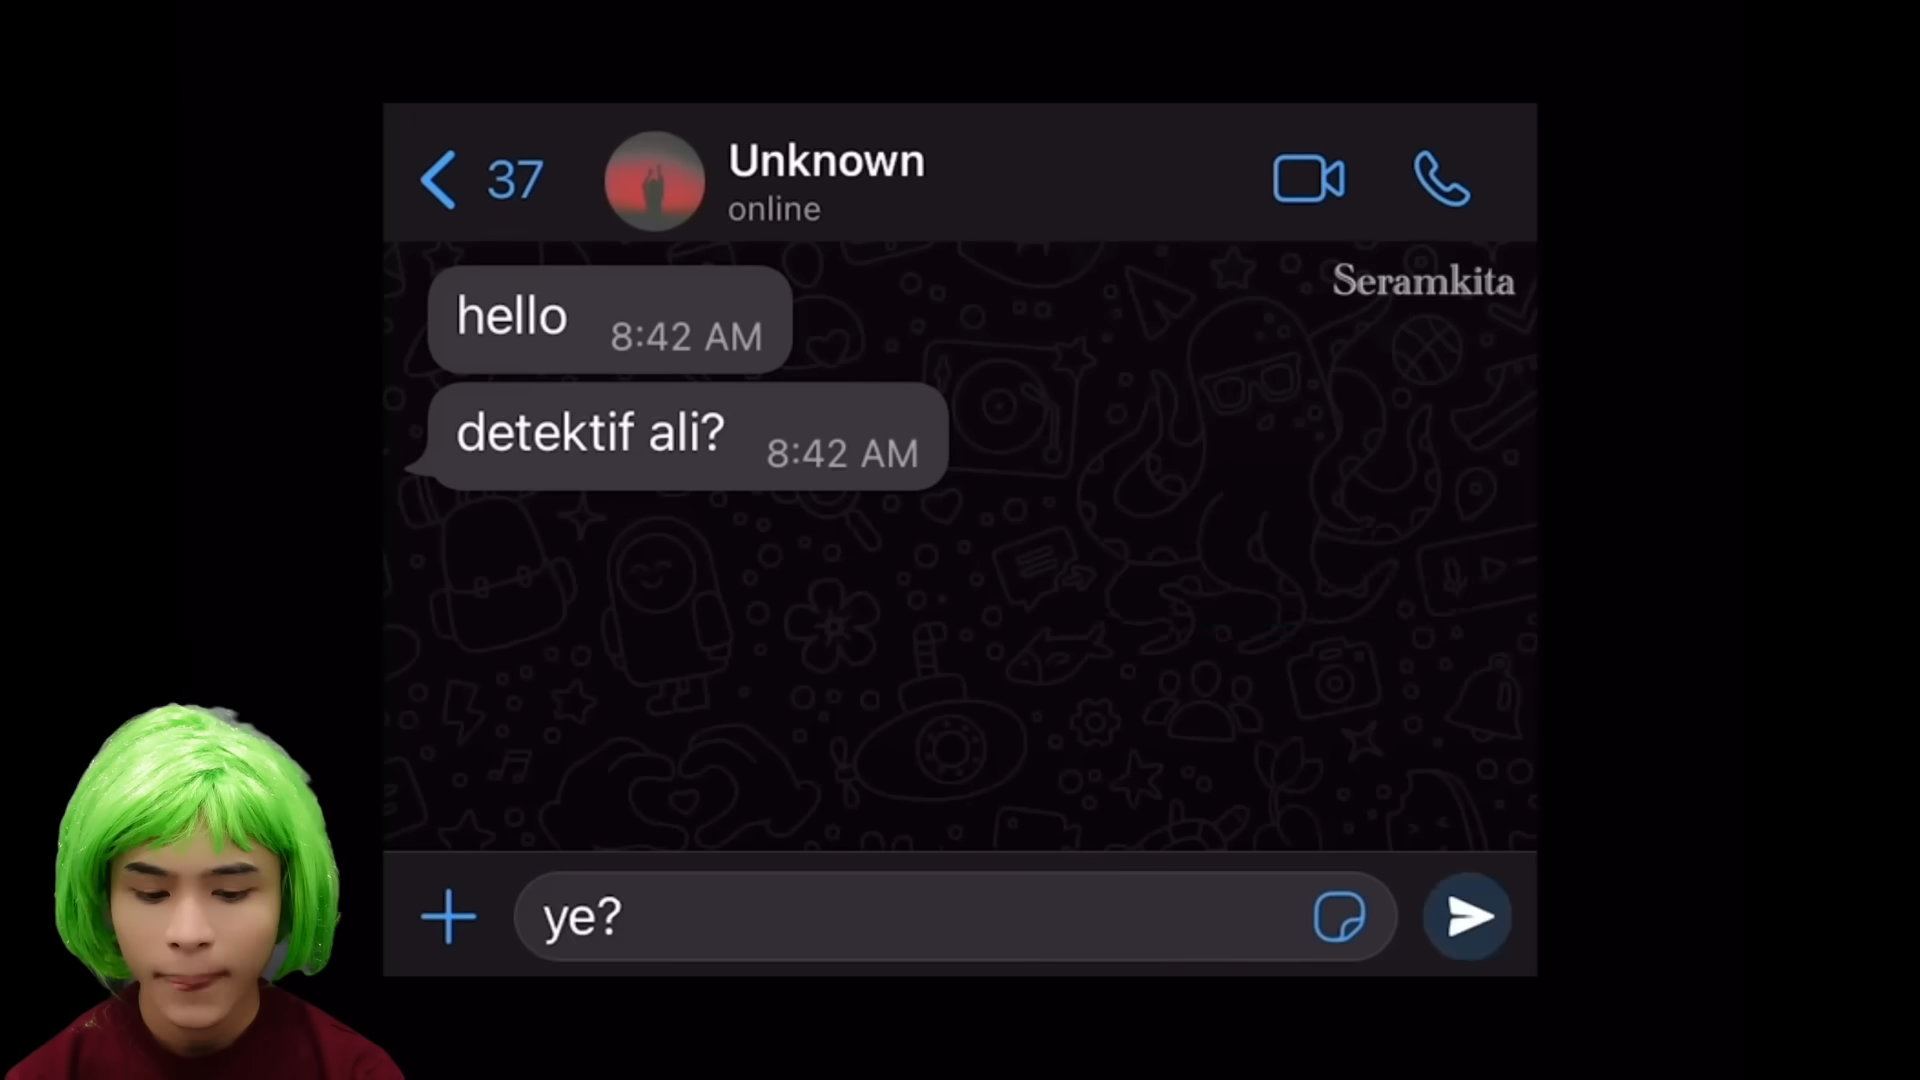 37
Unknown
online
Seramkita
hello 8:42 AM
detektif ali? 8:42 AM
ye?